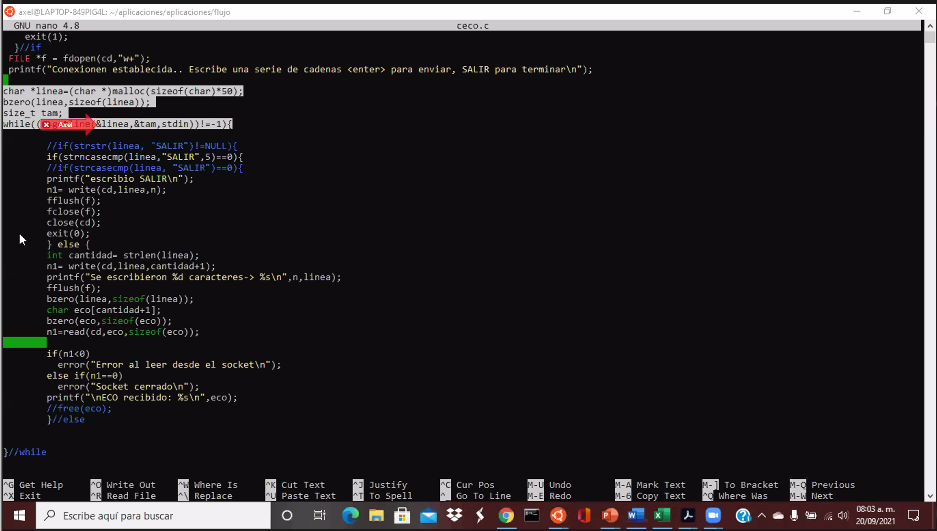 axel@LAPTOP-849PIG4L: ~/aplicaciones/aplicaciones/flujo
GNU nano 4.8 ceco.c
exit(1);
}//if
FILE *f = fdopen(cd,"w+");
printf("Conexionen establecida.. Escribe una serie de cadenas <enter> para enviar, SALIR para terminar\n");
char *linea=(char *)malloc(sizeof(char)*50);
bzero(linea,sizeof(linea));
size_t tam;
while(( Axel &linea,&tam,stdin))!=-1){
//if(strstr(linea, "SALIR")!=NULL){
if(strncasecmp(linea,"SALIR",5)==0){
//if(strcasecmp(linea, "SALIR")==0){
printf("escribio SALIR\n");
n1= write(cd,linea,n);
fflush(f);
fclose(f);
close(cd);
exit(0);
} else {
int cantidad= strlen(linea);
n1= write(cd,linea,cantidad+1);
printf("Se escribieron %d caracteres-> %s\n",n,linea);
fflush(f);
bzero(linea,sizeof(linea));
char eco[cantidad+1];
bzero(eco,sizeof(eco));
n1=read(cd,eco,sizeof(eco));
if(n1<0)
error("Error al leer desde el socket\n");
else if(n1==0)
error("Socket cerrado\n");
printf("\nECO recibido: %s\n",eco);
//free(eco);
}//else
}//while
^G Get Help ^O Write Out ^W Where Is ^K Cut Text ^J Justify ^C Cur Pos M-U Undo M-A Mark Text M-] To Bracket M-Q Previous
^X Exit ^R Read File ^\ Replace ^U Paste Text ^T To Spell ^_ Go To Line M-E Redo M-6 Copy Text ^Q Where Was M-W Next
Escribe aquí para buscar
08:03 a. m.
20/09/2021